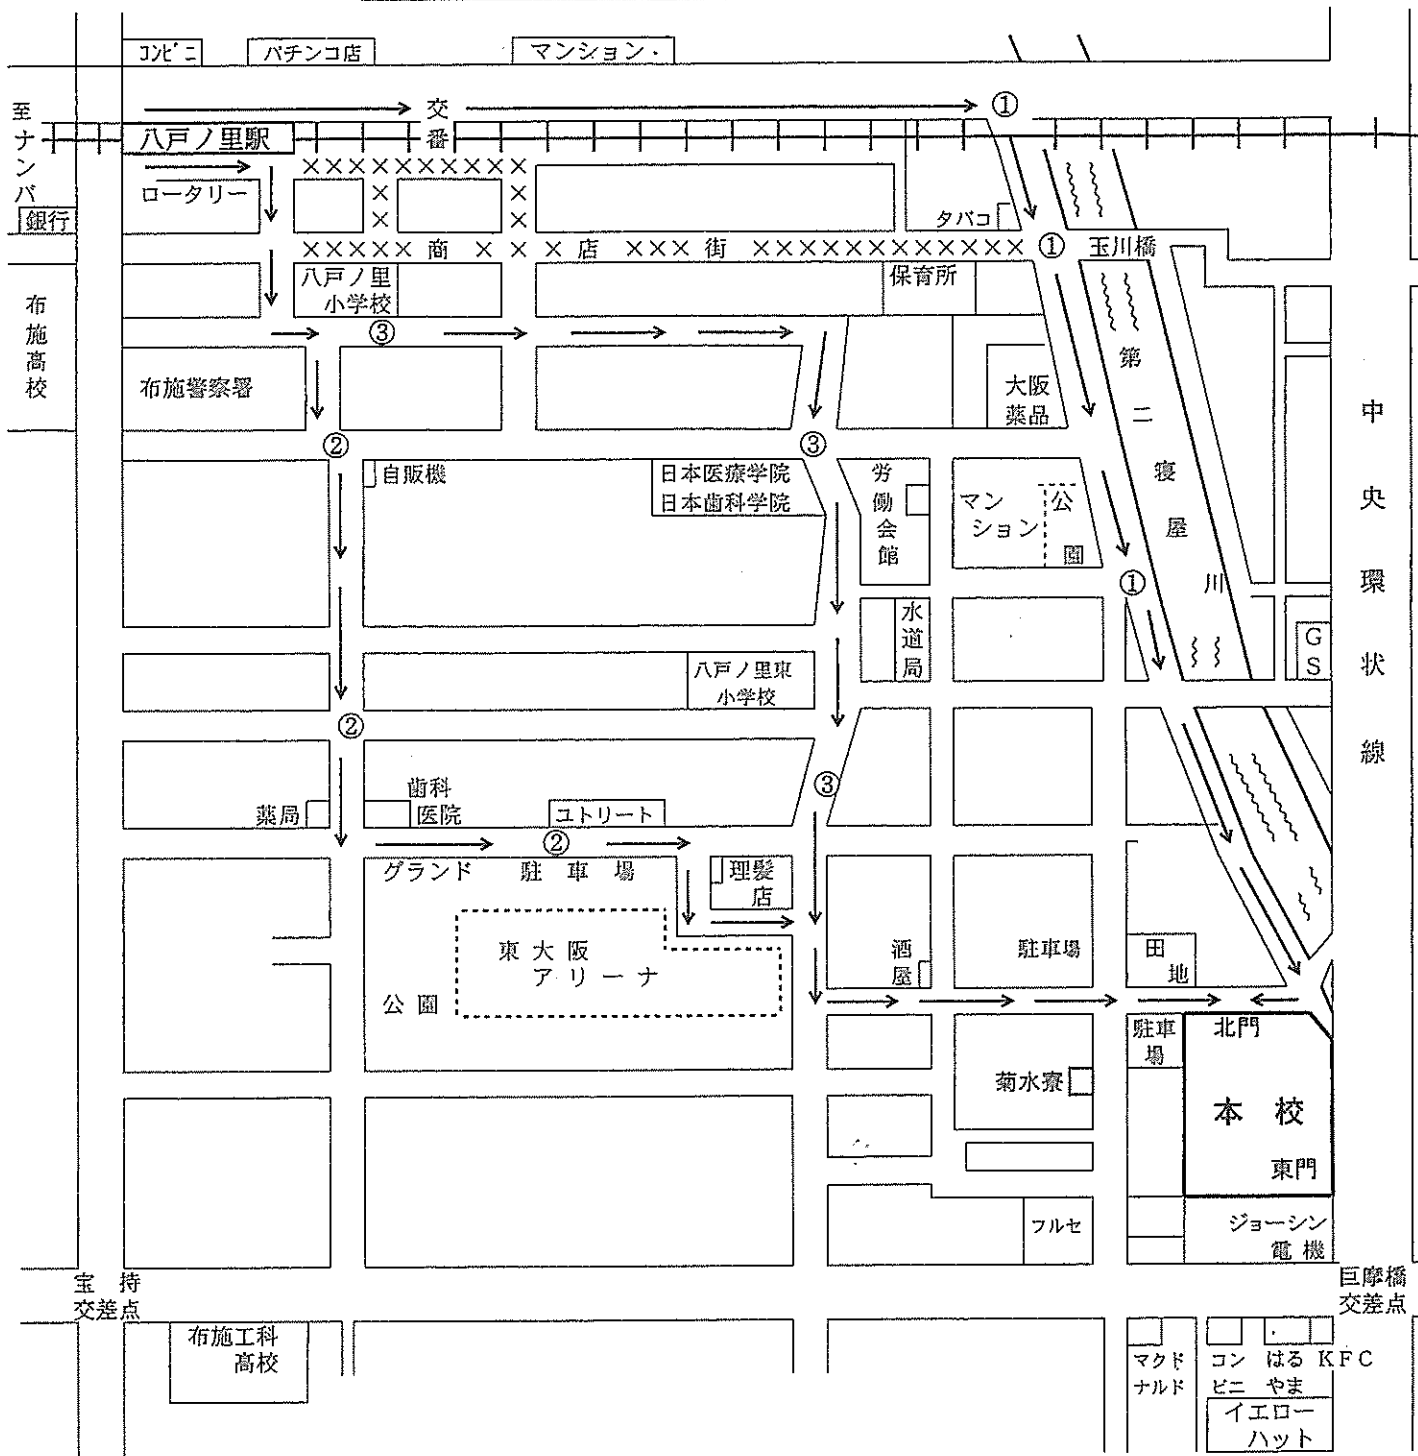 コンビニ
パチンコ店
マンション
①
至ナンバ
交番
八戸ノ里駅
ロータリー
銀行
タバコ
商店街
①
玉川橋
八戸ノ里
小学校
保育所
布施高校
③
布施警察署
大阪
薬品
第二寝屋川
中央環状線
②
③
自販機
日本医療学院
日本歯科学院
労働会館
マン
ション
公園
①
水道局
GS
八戸ノ里東
小学校
②
③
薬局
歯科
医院
ユトリート
②
グランド
駐車場
理髪
店
東大阪
アリーナ
公園
酒屋
駐車場
田
地
駐車
場
北門
菊水寮
本校
東門
フルセ
ジョーシン
電機
宝持
交差点
巨摩橋
交差点
布施工科
高校
マクド
ナルド
コン
ビニ
はる
やま
KFC
イエロー
ハット